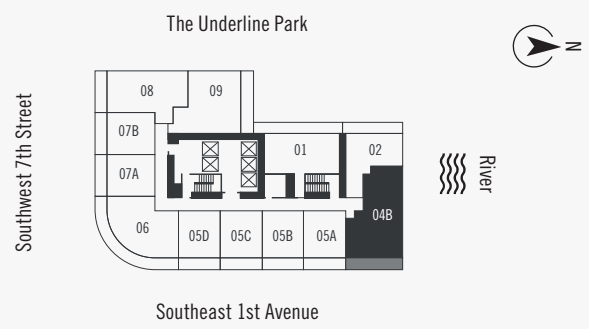 The Underline Park
N
Southwest 7th Street
08
09
07B
01
02
07A
River
04B
06
05D
05C
05B
05A
Southeast 1st Avenue